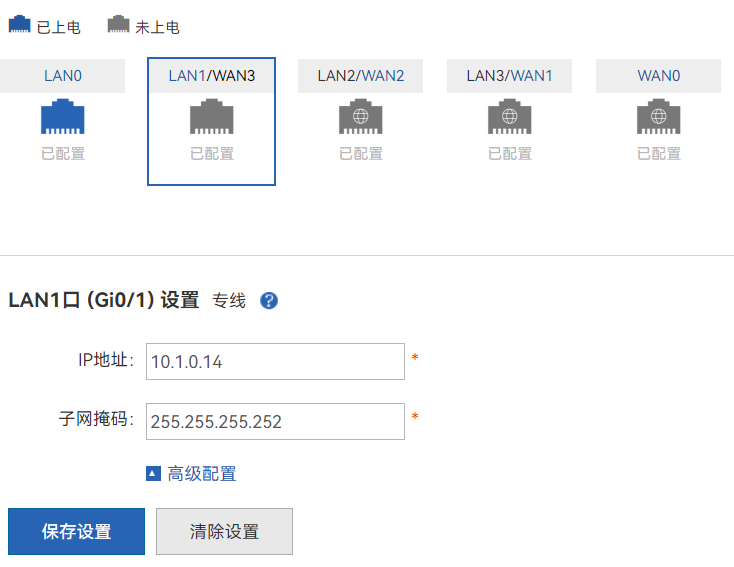 已上电 未上电
LAN0 LAN1/WAN3 LAN2/WAN2 LAN3/WAN1 WAN0
已配置 已配置 已配置 已配置 已配置
LAN1口 (Gi0/1) 设置 专线 ?
IP地址: 10.1.0.14 *
子网掩码: 255.255.255.252 *
高级配置
保存设置 清除设置